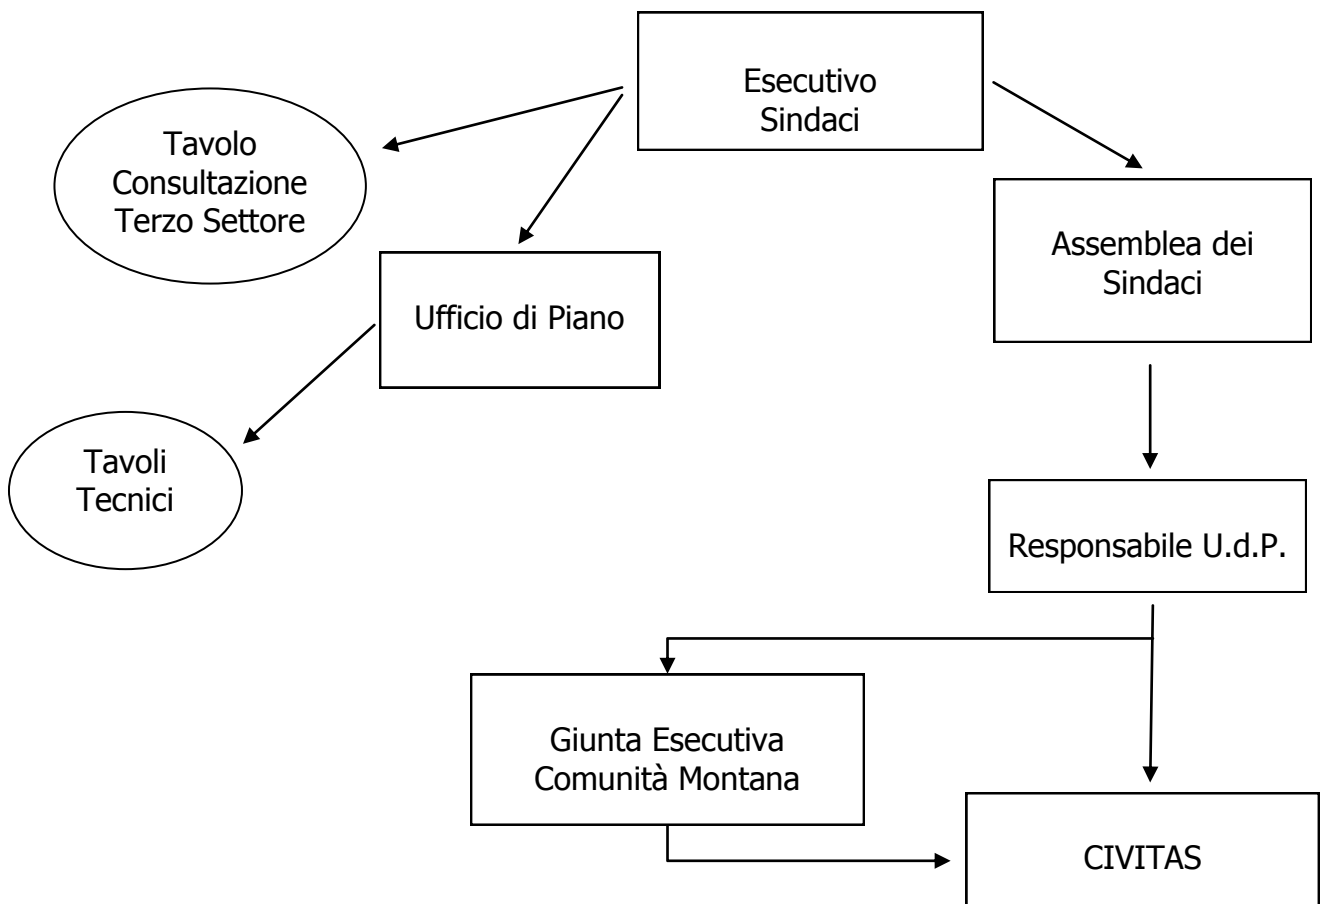 Esecutivo
Sindaci
Tavolo
Consultazione
Terzo Settore
Assemblea dei
Sindaci
Ufficio di Piano
Tavoli
Tecnici
Responsabile U.d.P.
Giunta Esecutiva
Comunità Montana
CIVITAS